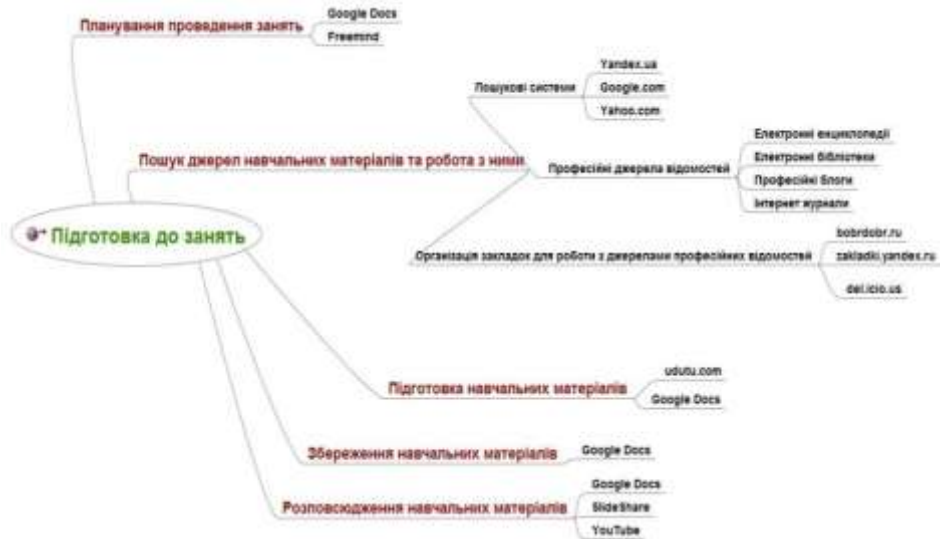 Планування проведення занять
Google Docs
Freemind
Пошук джерел навчальних матеріалів та робота з ними
Пошукові системи
Yandex.ua
Google.com
Yahoo.com
Професійні джерела відомостей
Електронні енциклопедії
Електронні бібліотеки
Професійні блоги
Інтернет журнали
Організація закладок для роботи з джерелами професійних відомостей
bobrdobr.ru
zakladki.yandex.ru
del.icio.us
Підготовка до занять
Підготовка навчальних матеріалів
udutu.com
Google Docs
Збереження навчальних матеріалів
Google Docs
Розповсюдження навчальних матеріалів
Google Docs
SlideShare
YouTube